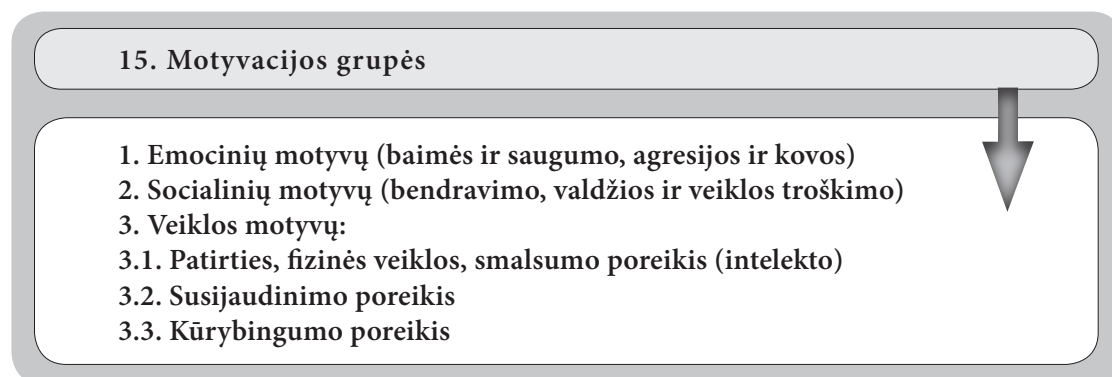 15. Motyvacijos grupės
1. Emocinių motyvų (baimės ir saugumo, agresijos ir kovos)
2. Socialinių motyvų (bendravimo, valdžios ir veiklos troškimo)
3. Veiklos motyvų:
3.1. Patirties, fizinės veiklos, smalsumo poreikis (intelekto)
3.2. Susijaudinimo poreikis
3.3. Kūrybingumo poreikis